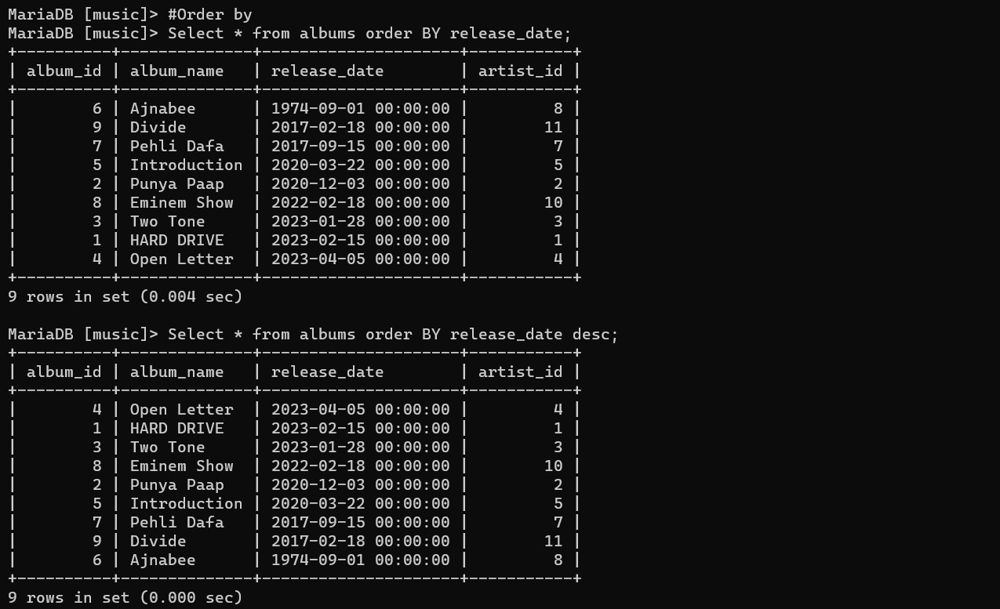 MariaDB [music]> #Order by
MariaDB [music]> Select * from albums order BY release_date;
+----------+--------------+---------------------+-----------+
| album_id | album_name   | release_date        | artist_id |
+----------+--------------+---------------------+-----------+
|        6 | Ajnabee      | 1974-09-01 00:00:00 |         8 |
|        9 | Divide       | 2017-02-18 00:00:00 |        11 |
|        7 | Pehli Dafa   | 2017-09-15 00:00:00 |         7 |
|        5 | Introduction | 2020-03-22 00:00:00 |         5 |
|        2 | Punya Paap   | 2020-12-03 00:00:00 |         2 |
|        8 | Eminem Show  | 2022-02-18 00:00:00 |        10 |
|        3 | Two Tone     | 2023-01-28 00:00:00 |         3 |
|        1 | HARD DRIVE   | 2023-02-15 00:00:00 |         1 |
|        4 | Open Letter  | 2023-04-05 00:00:00 |         4 |
+----------+--------------+---------------------+-----------+
9 rows in set (0.004 sec)

MariaDB [music]> Select * from albums order BY release_date desc;
+----------+--------------+---------------------+-----------+
| album_id | album_name   | release_date        | artist_id |
+----------+--------------+---------------------+-----------+
|        4 | Open Letter  | 2023-04-05 00:00:00 |         4 |
|        1 | HARD DRIVE   | 2023-02-15 00:00:00 |         1 |
|        3 | Two Tone     | 2023-01-28 00:00:00 |         3 |
|        8 | Eminem Show  | 2022-02-18 00:00:00 |        10 |
|        2 | Punya Paap   | 2020-12-03 00:00:00 |         2 |
|        5 | Introduction | 2020-03-22 00:00:00 |         5 |
|        7 | Pehli Dafa   | 2017-09-15 00:00:00 |         7 |
|        9 | Divide       | 2017-02-18 00:00:00 |        11 |
|        6 | Ajnabee      | 1974-09-01 00:00:00 |         8 |
+----------+--------------+---------------------+-----------+
9 rows in set (0.000 sec)